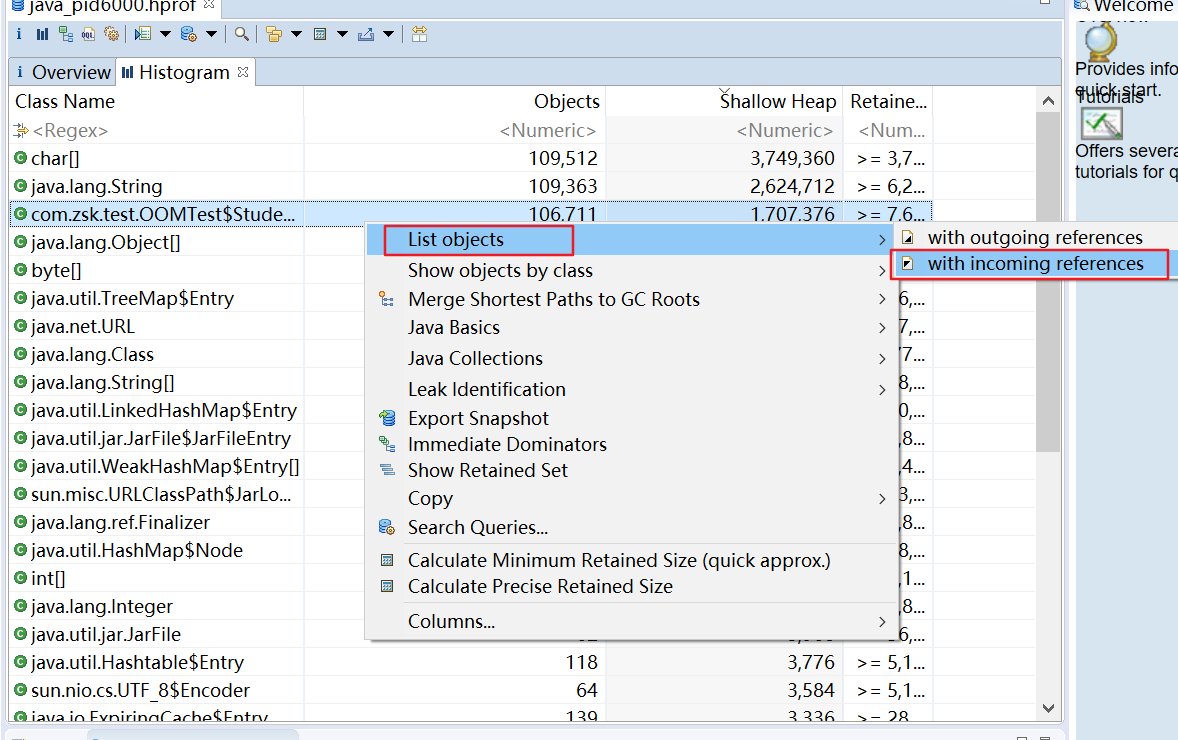 java_pid6000.hprof
Welcome
Overview Histogram
Provides info
quick start.
Tutorials
Offers severa
tutorials for q
Class Name Objects Shallow Heap Retaine...
<Regex> <Numeric> <Numeric> <Num...
char[] 109,512 3,749,360 >= 3,7...
java.lang.String 109,363 2,624,712 >= 6,2...
com.zsk.test.OOMTest$Stude... 106,711 1,707,376 >= 7,6...
java.lang.Object[]
byte[]
java.util.TreeMap$Entry 6,...
java.net.URL 7,...
java.lang.Class 7...
java.lang.String[] 8,...
java.util.LinkedHashMap$Entry 0,...
java.util.jar.JarFile$JarFileEntry ,8...
java.util.WeakHashMap$Entry[] ,4...
sun.misc.URLClassPath$JarLo... 3,...
java.lang.ref.Finalizer ,8...
java.util.HashMap$Node 8,...
int[] ,1...
java.lang.Integer ,8...
java.util.jar.JarFile 6,...
java.util.Hashtable$Entry 118 3,776 >= 5,1...
sun.nio.cs.UTF_8$Encoder 64 3,584 >= 5,1...
java.io.ExpiringCache$Entry 139 3,336 >= 28,...
List objects
Show objects by class
Merge Shortest Paths to GC Roots
Java Basics
Java Collections
Leak Identification
Export Snapshot
Immediate Dominators
Show Retained Set
Copy
Search Queries...
Calculate Minimum Retained Size (quick approx.)
Calculate Precise Retained Size
Columns...
with outgoing references
with incoming references